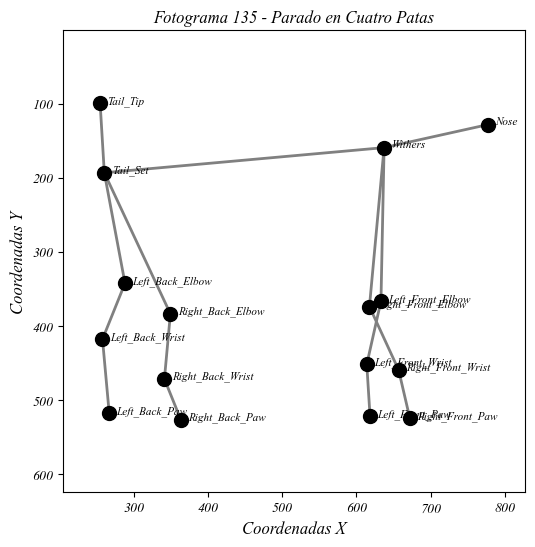 Fotograma 135 - Parado en Cuatro Patas
Tail_Tip
Nose
Withers
Tail_Set
Left_Back_Elbow
Left_Front_Elbow
Right_Front_Elbow
Right_Back_Elbow
Left_Back_Wrist
Left_Front_Wrist
Right_Front_Wrist
Right_Back_Wrist
Left_Back_Paw
Left_Front_Paw
Right_Back_Paw
Right_Front_Paw
100
200
300
400
500
600
Coordenadas Y
300 400 500 600 700 800
Coordenadas X